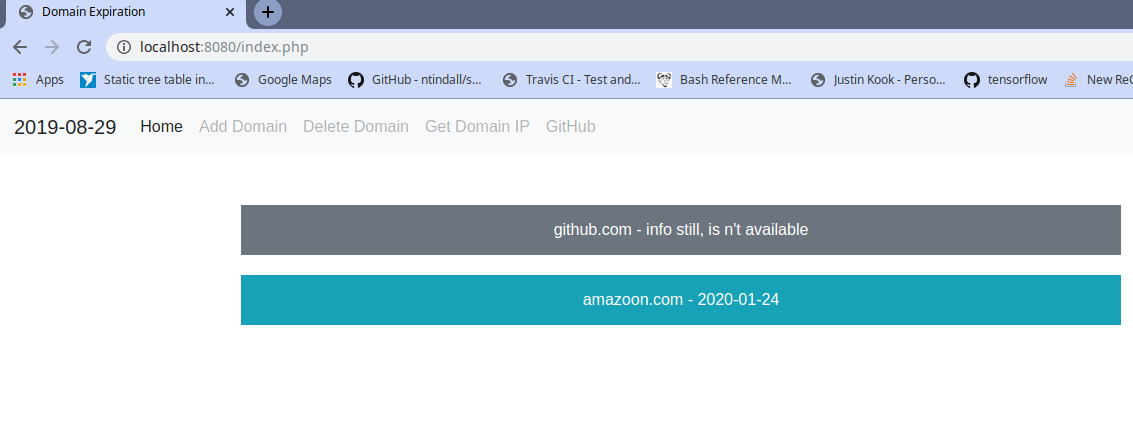 Domain Expiration
localhost:8080/index.php
Apps Static tree table in... Google Maps GitHub - ntindall/s... Travis CI - Test and... Bash Reference M... Justin Kook - Perso... tensorflow New ReC
2019-08-29 Home Add Domain Delete Domain Get Domain IP GitHub
github.com - info still, is n't available
amazoon.com - 2020-01-24